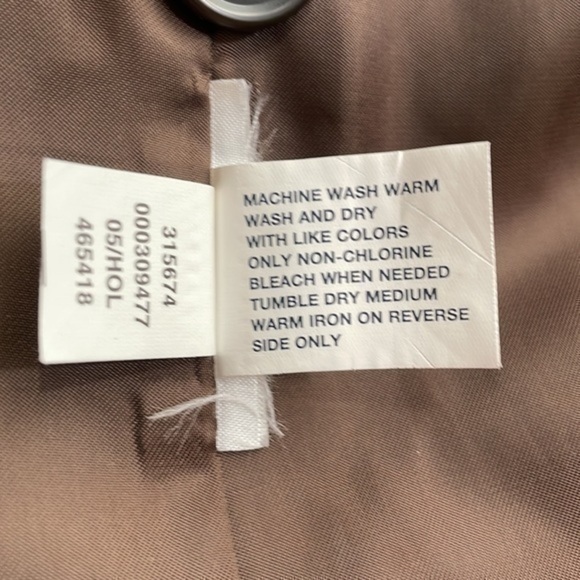 315674
000309477
05/HOL
465418
MACHINE WASH WARM
WASH AND DRY
WITH LIKE COLORS
ONLY NON-CHLORINE
BLEACH WHEN NEEDED
TUMBLE DRY MEDIUM
WARM IRON ON REVERSE
SIDE ONLY